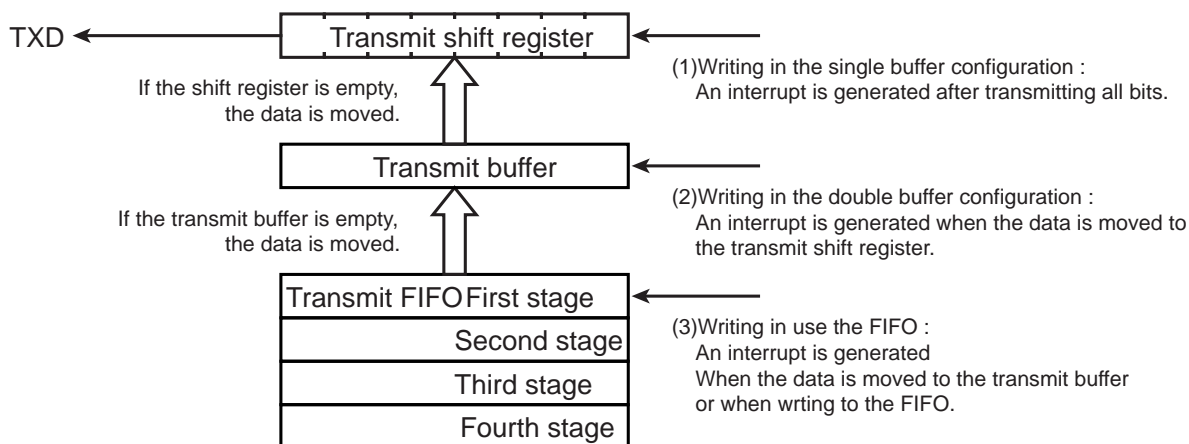 TXD
Transmit shift register
(1)Writing in the single buffer configuration :
An interrupt is generated after transmitting all bits.
If the shift register is empty,
the data is moved.
Transmit buffer
(2)Writing in the double buffer configuration :
An interrupt is generated when the data is moved to
the transmit shift register.
If the transmit buffer is empty,
the data is moved.
Transmit FIFO First stage
Second stage
Third stage
Fourth stage
(3)Writing in use the FIFO :
An interrupt is generated
When the data is moved to the transmit buffer
or when wrting to the FIFO.